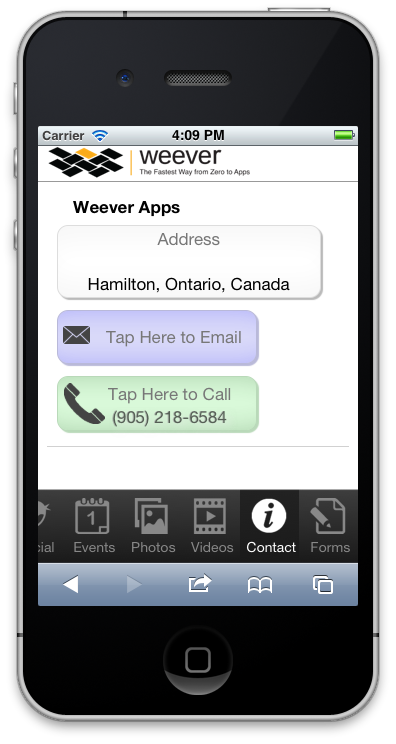 Carrier 4:09 PM
weever
The Fastest Way from Zero to Apps
Weever Apps
Address
Hamilton, Ontario, Canada
Tap Here to Email
Tap Here to Call
(905) 218-6584
cial Events Photos Videos Contact Forms
1
i